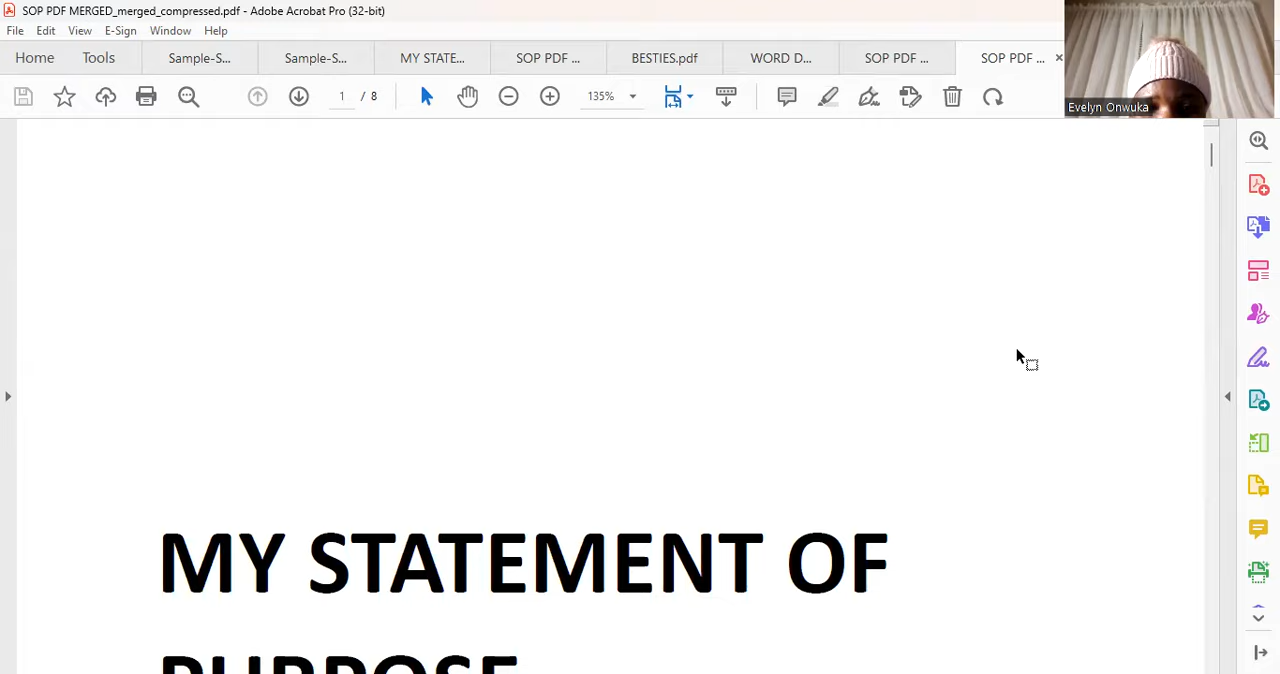 SOP PDF MERGED_merged_compressed.pdf - Adobe Acrobat Pro (32-bit)
File Edit View E-Sign Window Help
Home Tools Sample-S... Sample-S... MY STATE... SOP PDF ... BESTIES.pdf WORD D... SOP PDF ... SOP PDF ...
1 / 8 135%
Evelyn Onwuka
MY STATEMENT OF
PURPOSE